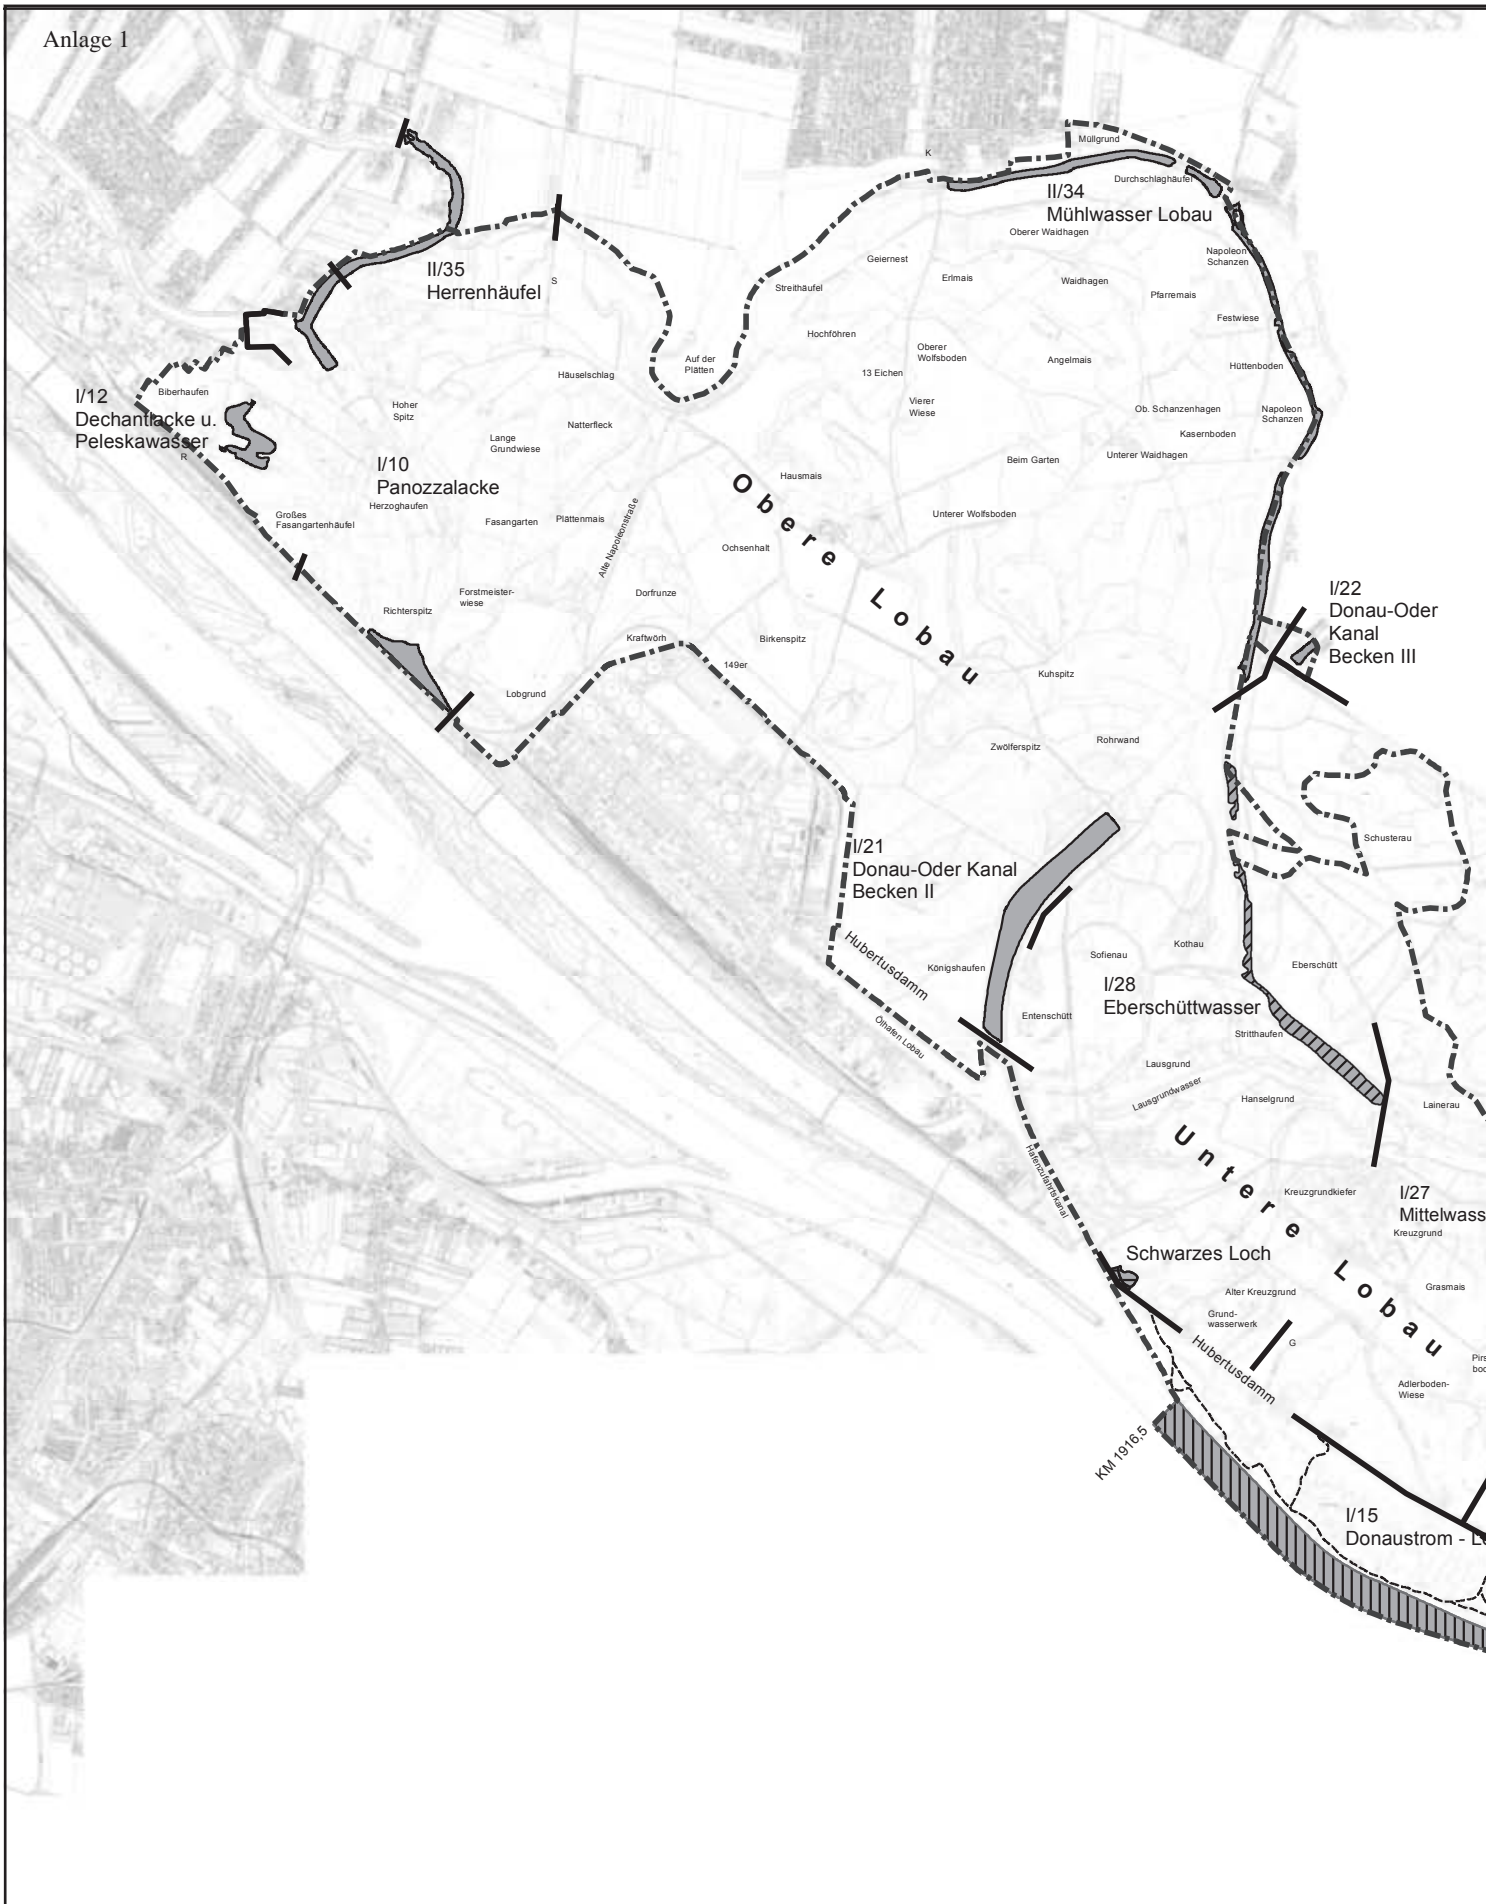 Anlage 1
K
Müllgrund
Durchschlaghäufel
II/34
Mühlwasser Lobau
Oberer Waidhagen
Napoleon
Schanzen
II/35
Herrenhäufel
S
Geiernest
Streithäufel
Erlmais
Waidhagen
Pfarremais
Festwiese
Hochföhren
Oberer
Wolfsboden
Angelmais
Hüttenboden
Auf der
Plätten
13 Eichen
Häuselschlag
I/12
Dechantlacke u.
Peleskawasser
Biberhaufen
R
Hoher
Spitz
Natterfleck
Vierer
Wiese
Ob. Schanzenhagen
Napoleon
Schanzen
Kasernboden
Lange
Grundwiese
Beim Garten
Unterer Waidhagen
I/10
Panozzalacke
Herzoghaufen
Hausmais
Obere Lobau
Großes
Fasangartenhäufel
Fasangarten
Plättenmais
Alte Napoleonstraße
Unterer Wolfsboden
Ochsenhalt
Forstmeister-
wiese
Dorfrunze
Richterspitz
Kraftwörh
Birkenspitz
149er
I/22
Donau-Oder
Kanal
Becken III
Kuhspitz
Lobgrund
Zwölferspitz
Rohrwand
Schusterau
I/21
Donau-Oder Kanal
Becken II
Hubertusdamm
Königshaufen
Sofienau
Kothau
Eberschütt
I/28
Eberschüttwasser
Ölhafen Lobau
Entenschütt
Stritthaufen
Lausgrund
Lausgrundwasser
Hanselgrund
Lainerau
Untere Lobau
Hafenzufahrtskanal
Kreuzgrundkiefer
I/27
Mittelwass
Kreuzgrund
Schwarzes Loch
Alter Kreuzgrund
Grasmais
Grund-
wasserwerk
G
Hubertusdamm
Adlerboden-
Wiese
KM 1916,5
I/15
Donaustrom - L